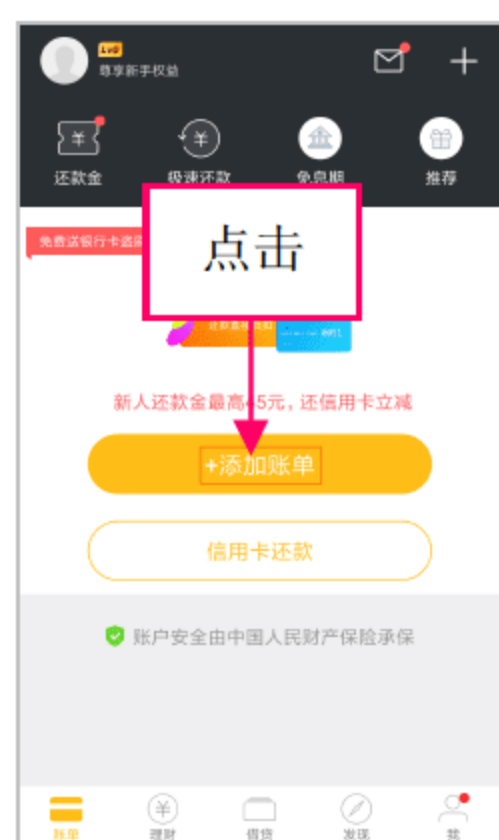 Lv0
尊享新手权益
还款金
极速还款
免息期
推荐
免费送银行卡盗
点击
新人还款金最高45元，还信用卡立减
+添加账单
信用卡还款
账户安全由中国人民财产保险承保
账单
理财
借贷
发现
我